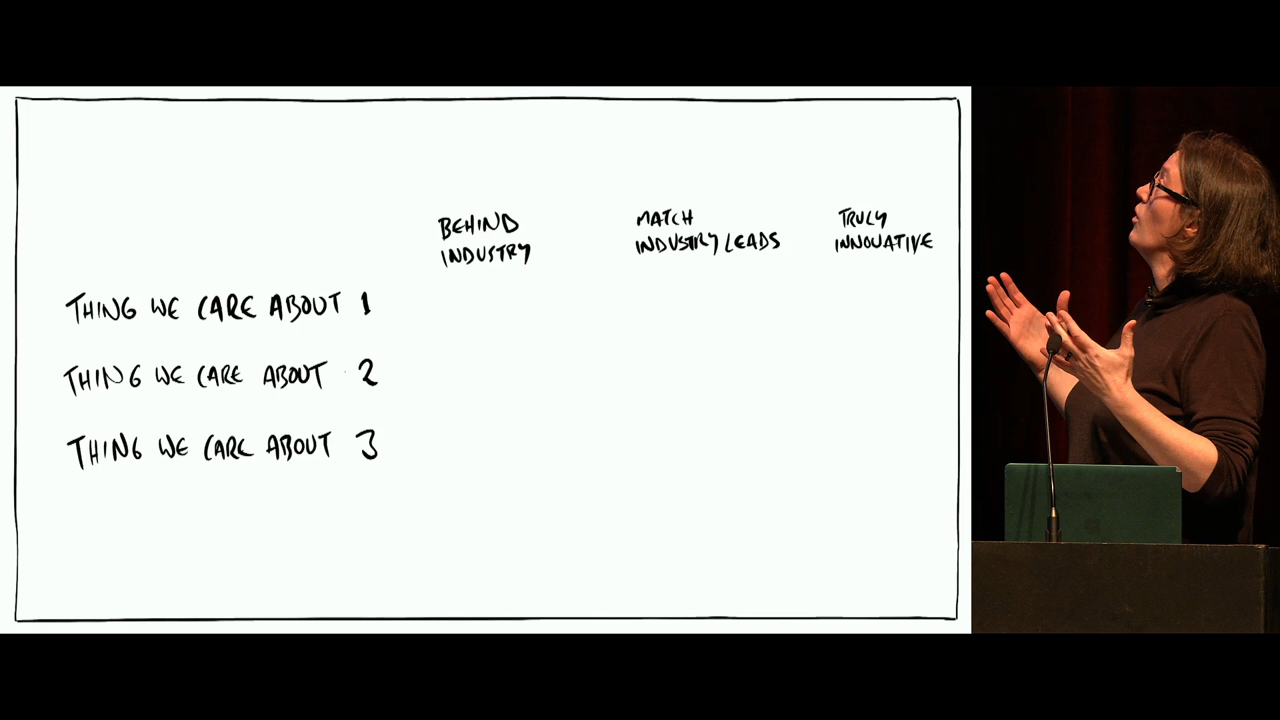 BEHIND
INDUSTRY
MATCH
INDUSTRY LEADS
TRULY
INNOVATIVE
THING WE CARE ABOUT 1
THING WE CARE ABOUT 2
THING WE CARE ABOUT 3